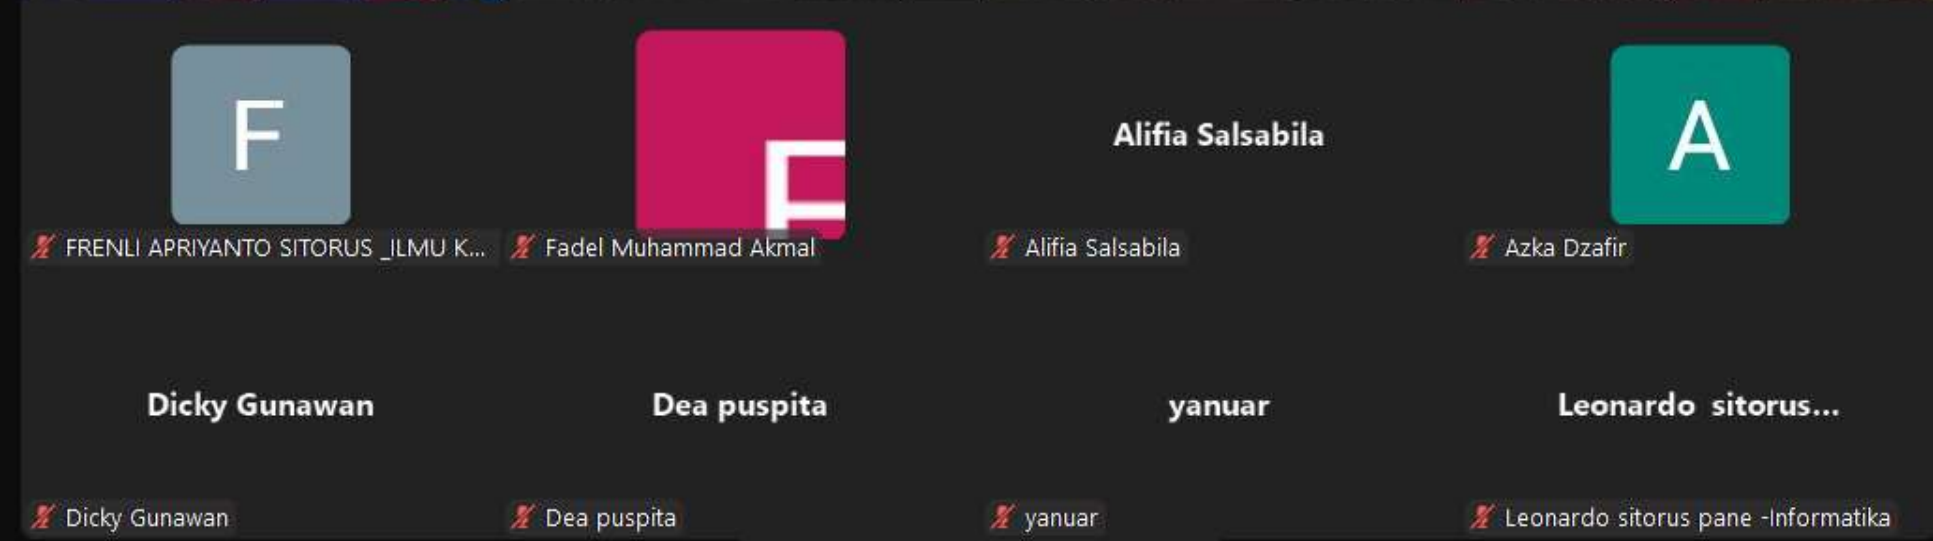 F
F
Alifia Salsabila
A
FRENLI APRIYANTO SITORUS _ILMU K...
Fadel Muhammad Akmal
Alifia Salsabila
Azka Dzafir
Dicky Gunawan
Dea puspita
yanuar
Leonardo sitorus...
Dicky Gunawan
Dea puspita
yanuar
Leonardo sitorus pane -Informatika